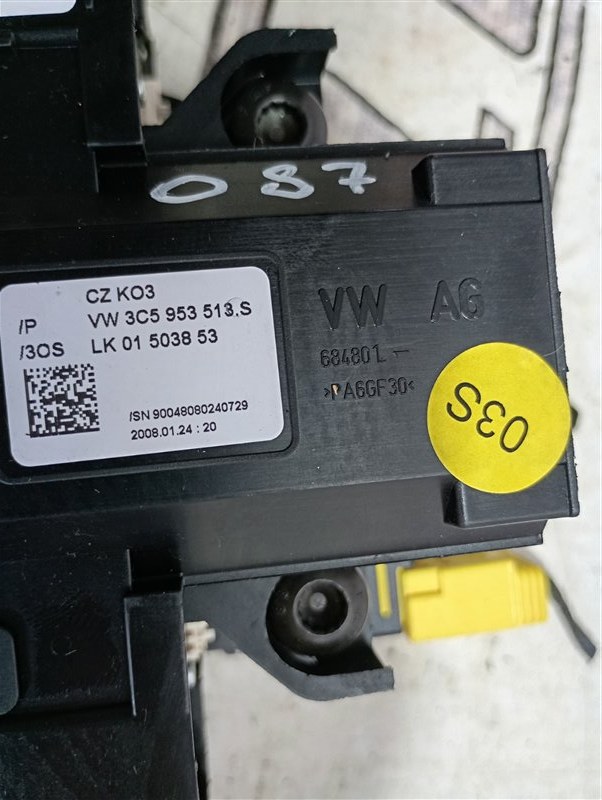 087
CZ KO3
/P VW 3C5 953 513.S
/3OS LK 01 5038 53
/SN 90048080240729
2008.01.24 : 20
VW AG
684801
>PA6GF30<
03S